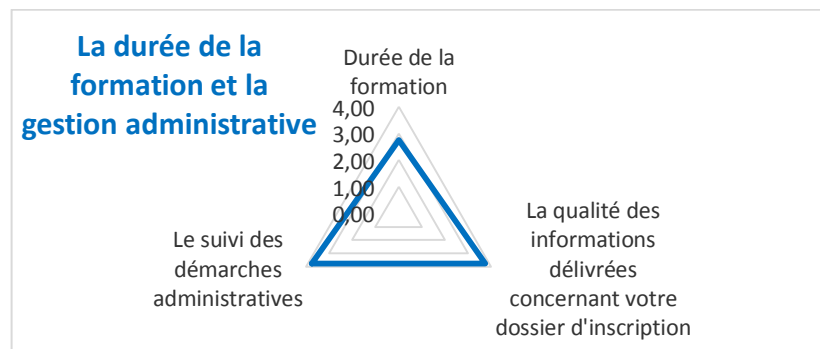 La durée de la
formation et la
gestion administrative
Durée de la
formation
4,00
3,00
2,00
1,00
0,00
La qualité des
informations
délivrées
concernant votre
dossier d'inscription
Le suivi des
démarches
administratives